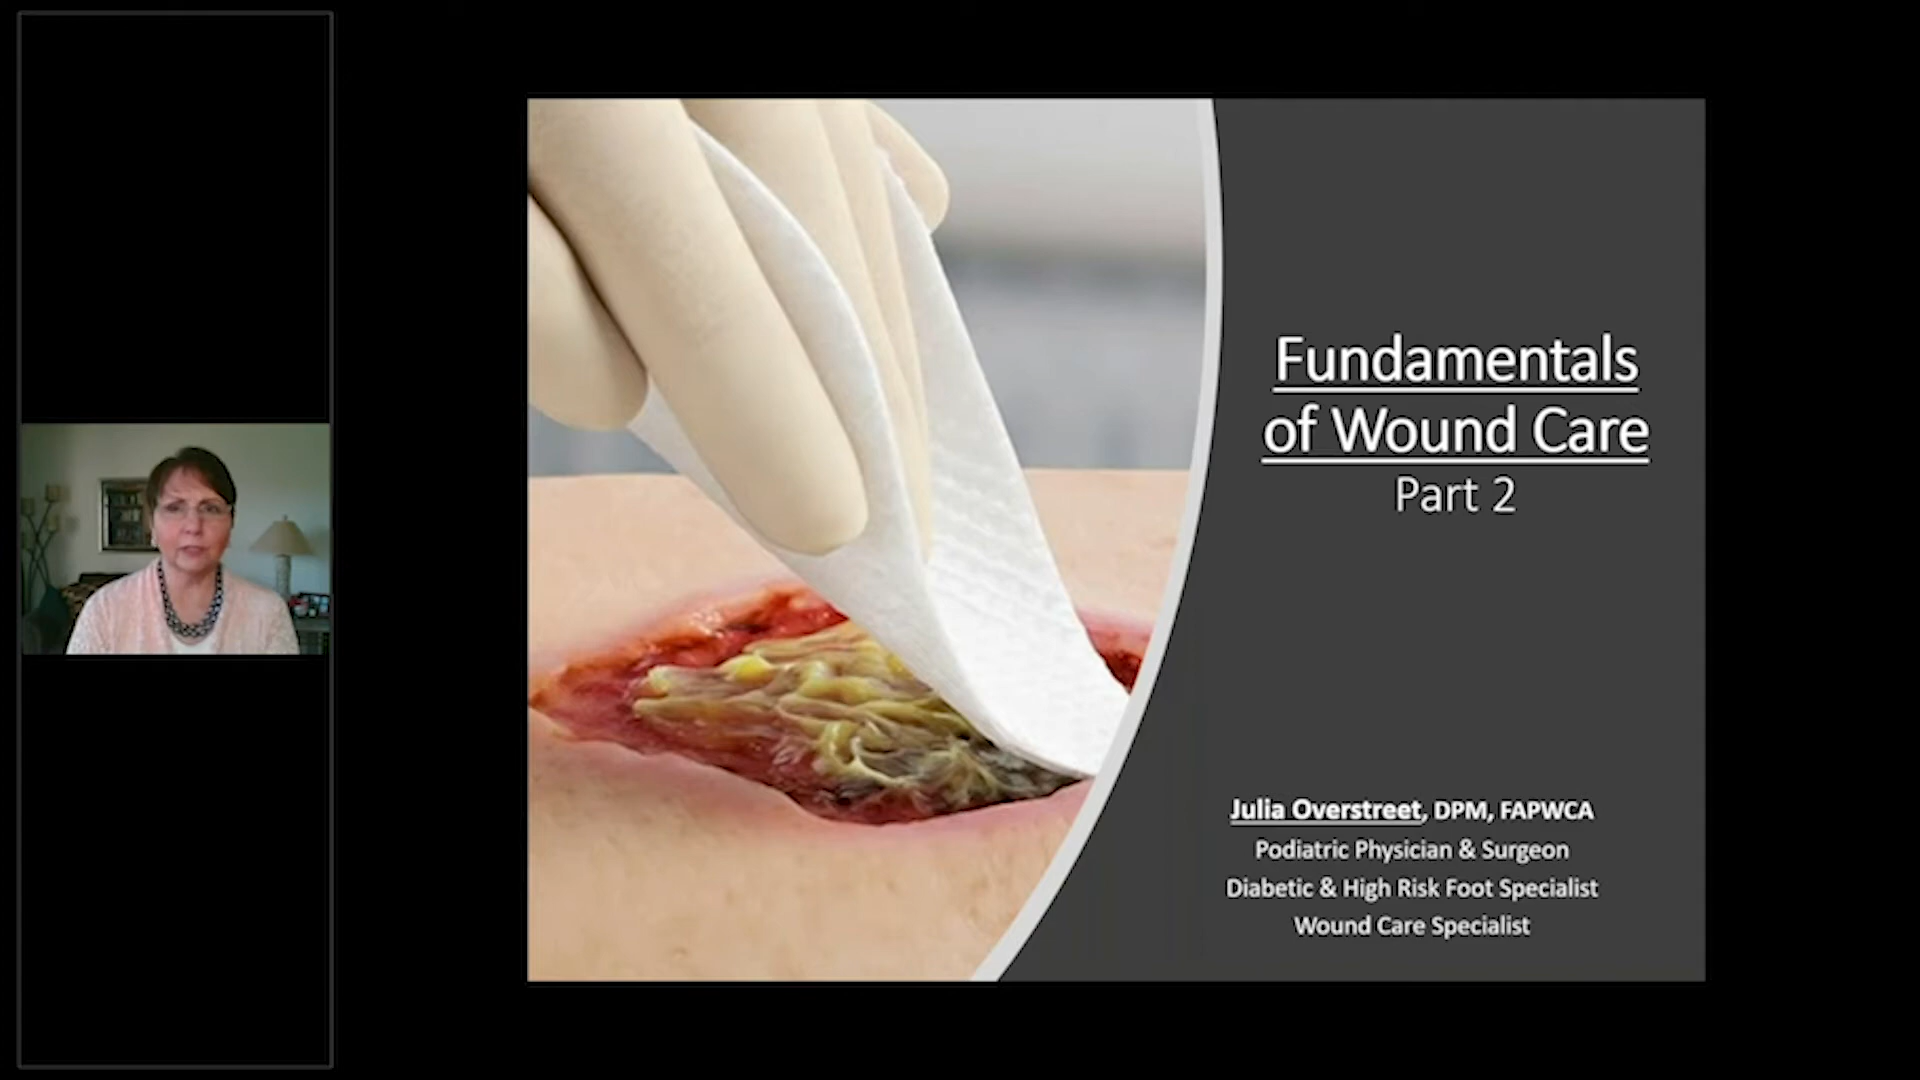 Fundamentals
of Wound Care
Part 2
Julia Overstreet, DPM, FAPWCA
Podiatric Physician & Surgeon
Diabetic & High Risk Foot Specialist
Wound Care Specialist